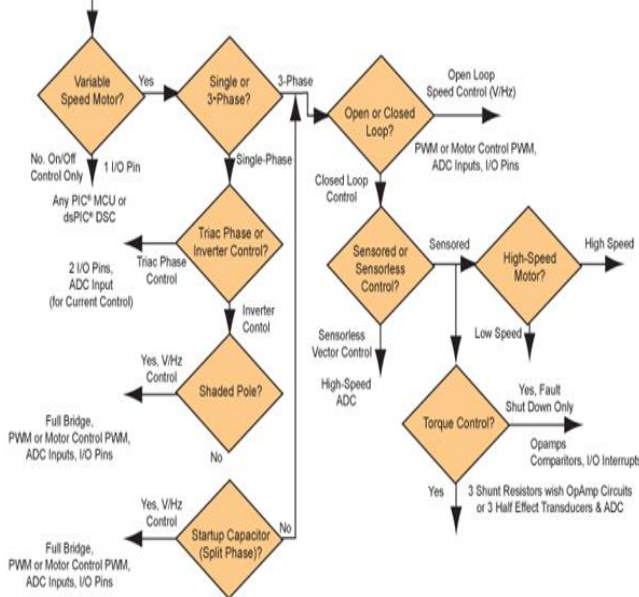 Variable
Speed Motor?
Yes
No. On/Off
Control Only
1 I/O Pin
Any PIC® MCU or
dsPIC® DSC
Single or
3-Phase?
3-Phase
Single-Phase
Open or Closed
Loop?
Open Loop
Speed Control (V/Hz)
PWM or Motor Control PWM,
ADC Inputs, I/O Pins
Closed Loop
Control
Triac Phase or
Inverter Control?
Triac Phase
Control
2 I/O Pins,
ADC Input
(for Current Control)
Inverter
Contol
Sensored or
Sensorless
Control?
Sensored
Sensorless
Vector Control
High-Speed
ADC
High-Speed
Motor?
High Speed
Low Speed
Shaded Pole?
Yes, V/Hz
Control
Full Bridge,
PWM or Motor Control PWM,
ADC Inputs, I/O Pins
No
Torque Control?
Yes, Fault
Shut Down Only
Opamps
Comparitors, I/O Interrupts
Yes
3 Shunt Resistors wish OpAmp Circuits
or 3 Half Effect Transducers & ADC
Startup Capacitor
(Split Phase)?
Yes, V/Hz
Control
No
Full Bridge,
PWM or Motor Control PWM,
ADC Inputs, I/O Pins